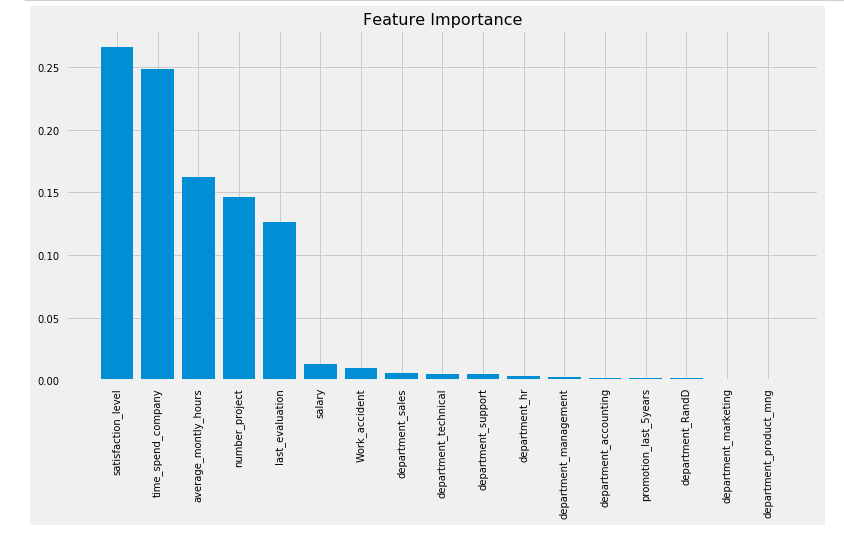 Feature Importance
0.25
0.20
0.15
0.10
0.05
0.00
satisfaction_level
time_spend_company
average_montly_hours
number_project
last_evaluation
salary
Work_accident
department_sales
department_technical
department_support
department_hr
department_management
department_accounting
promotion_last_5years
department_RandD
department_marketing
department_product_mng